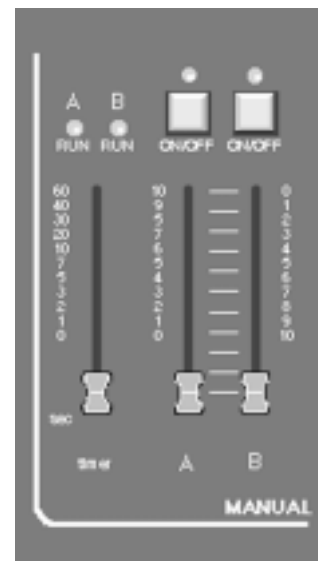 A B
RUN RUN ON/OFF ON/OFF
60 10 0
40 9 1
30 5 2
20 7 3
10 6 4
7 5 5
5 4 6
3 3 7
2 2 8
1 1 9
0 0 10
sec
timer A B
MANUAL